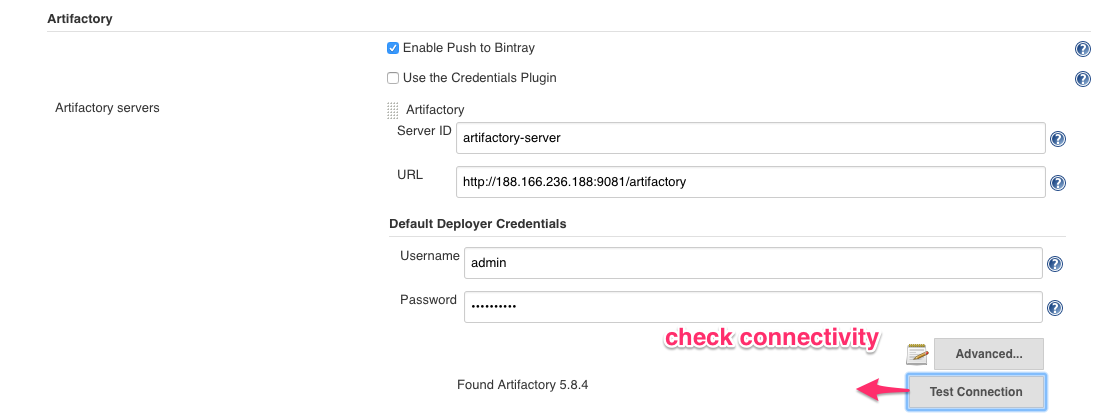 Artifactory
Enable Push to Bintray
Use the Credentials Plugin
Artifactory servers
Artifactory
Server ID
artifactory-server
URL
http://188.166.236.188:9081/artifactory
Default Deployer Credentials
Username
admin
Password
••••••••••
check connectivity
Advanced...
Found Artifactory 5.8.4
Test Connection